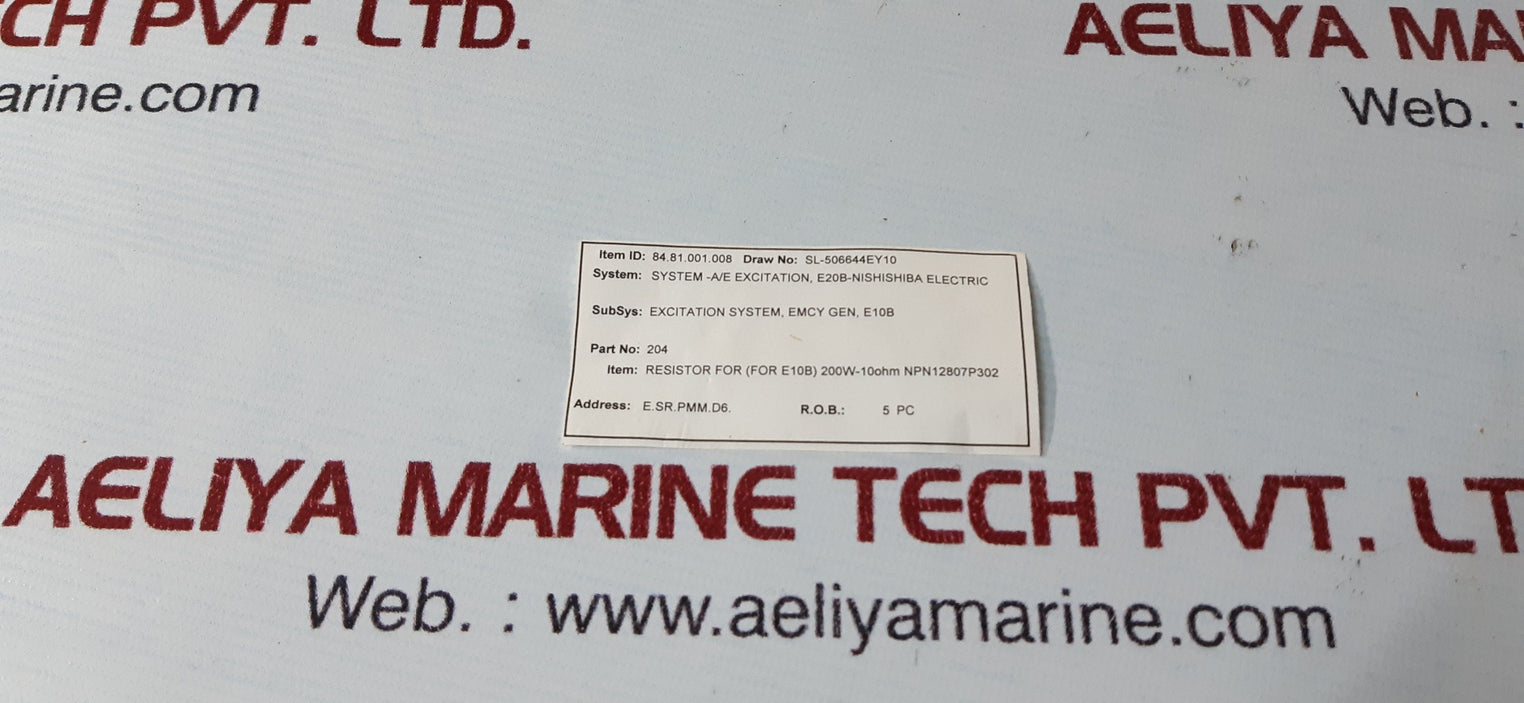 CH PVT. LTD.
AELIYA MA
arine.com
Web. :
Item ID: 84.81.001.008 Draw No: SL-506644EY10
System: SYSTEM -A/E EXCITATION, E20B-NISHISHIBA ELECTRIC
SubSys: EXCITATION SYSTEM, EMCY GEN, E10B
Part No: 204
Item: RESISTOR FOR (FOR E10B) 200W-10ohm NPN12807P302
Address: E.SR.PMM.D6. R.O.B.: 5 PC
AELIYA MARINE TECH PVT. LT
Web. : www.aeliyamarine.com